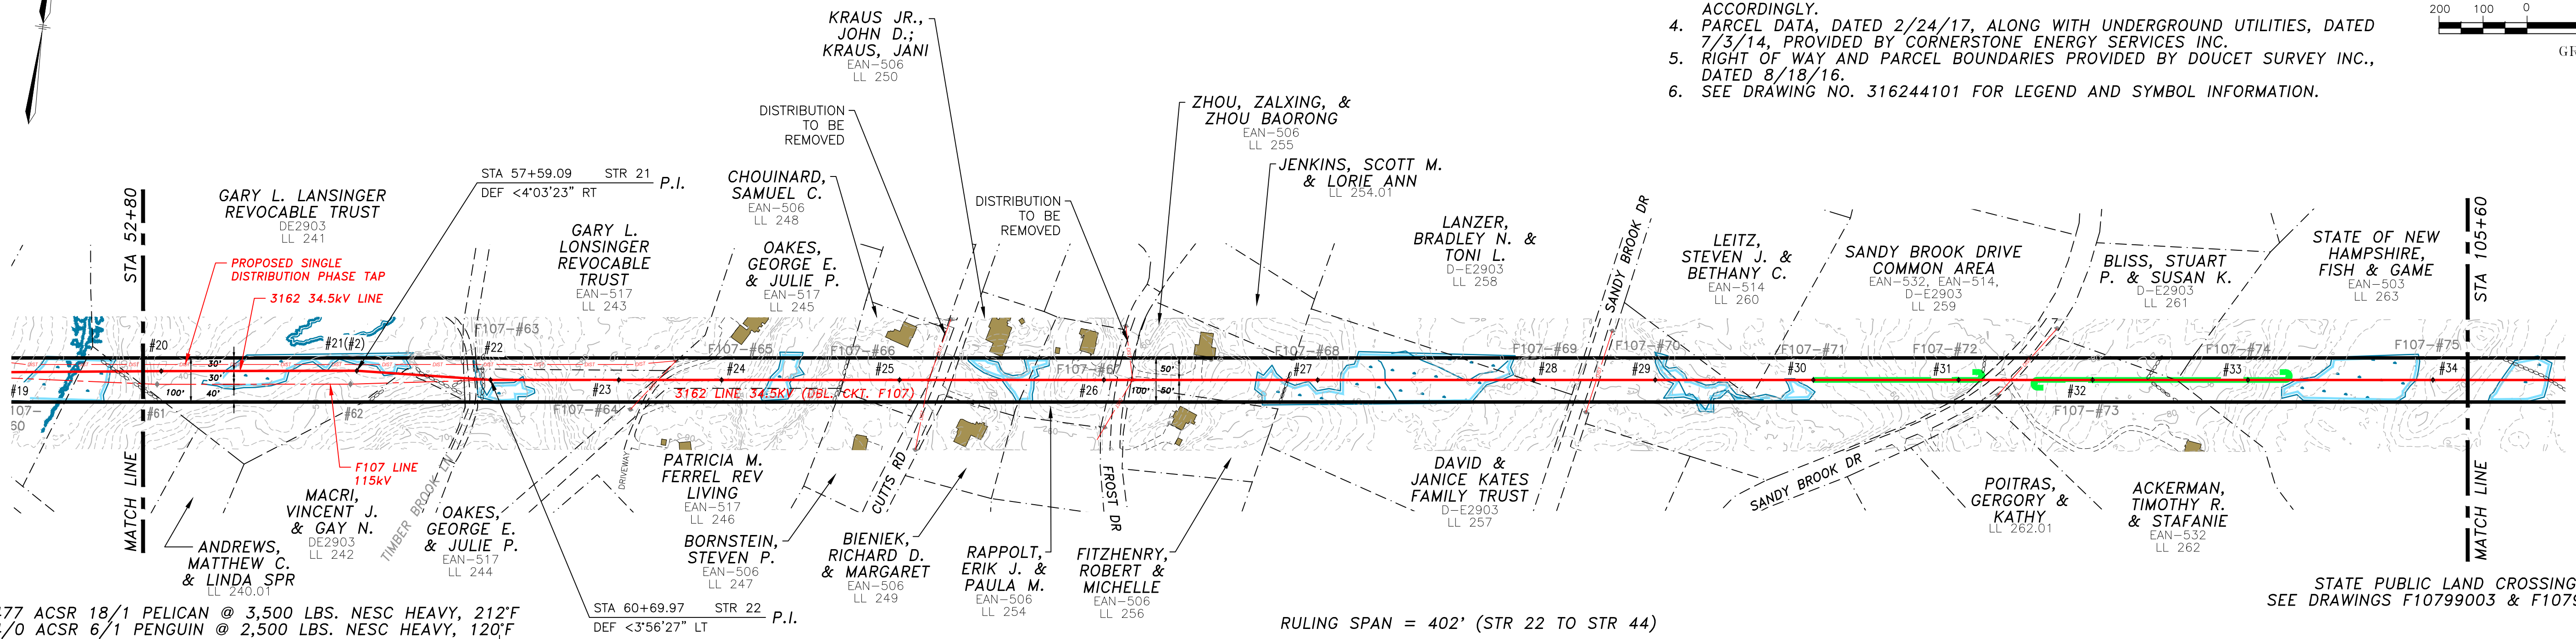 ACCORDINGLY.
4. PARCEL DATA, DATED 2/24/17, ALONG WITH UNDERGROUND UTILITIES, DATED
7/3/14, PROVIDED BY CORNERSTONE ENERGY SERVICES INC.
5. RIGHT OF WAY AND PARCEL BOUNDARIES PROVIDED BY DOUCET SURVEY INC.,
DATED 8/18/16.
6. SEE DRAWING NO. 316244101 FOR LEGEND AND SYMBOL INFORMATION.
200 100 0
GR
KRAUS JR.,
JOHN D.;
KRAUS, JANI
EAN-506
LL 250
DISTRIBUTION
TO BE
REMOVED
ZHOU, ZALXING, &
ZHOU BAORONG
EAN-506
LL 255
JENKINS, SCOTT M.
& LORIE ANN
LL 254.01
STA 57+59.09 STR 21
DEF <4°03'23" RT
P.I.
CHOUINARD,
SAMUEL C.
EAN-506
LL 248
DISTRIBUTION
TO BE
REMOVED
STA 52+80
MATCH LINE
GARY L. LANSINGER
REVOCABLE TRUST
DE2903
LL 241
PROPOSED SINGLE
DISTRIBUTION PHASE TAP
3162 34.5kV LINE
GARY L.
LONSINGER
REVOCABLE
TRUST
EAN-517
LL 243
OAKES,
GEORGE E.
& JULIE P.
EAN-517
LL 245
LANZER,
BRADLEY N. &
TONI L.
D-E2903
LL 258
SANDY BROOK DR
LEITZ,
STEVEN J. &
BETHANY C.
EAN-514
LL 260
SANDY BROOK DRIVE
COMMON AREA
EAN-532, EAN-514,
D-E2903
LL 259
BLISS, STUART
P. & SUSAN K.
D-E2903
LL 261
STATE OF NEW
HAMPSHIRE,
FISH & GAME
EAN-503
LL 263
STA 105+60
MATCH LINE
F107-#63
F107-#65
F107-#66
F107-#67
F107-#68
F107-#69
F107-#70
F107-#71
F107-#72
F107-#74
F107-#75
#19
#20
#21(#2)
#22
#23
#24
#25
#26
#27
#28
#29
#30
#31
#32
#33
#34
30'
30'
100'
40'
50'
100'
50'
107-
60
#61
#62
F107-#64
3162 LINE 34.5KV (DBL. CKT. F107)
F107-#73
F107 LINE
115kV
TIMBER BROOK LN
DRIVEWAY
CUTTS RD
FROST DR
SANDY BROOK DR
ANDREWS,
MATTHEW C.
& LINDA SPR
LL 240.01
MACRI,
VINCENT J.
& GAY N.
DE2903
LL 242
OAKES,
GEORGE E.
& JULIE P.
EAN-517
LL 244
PATRICIA M.
FERREL REV
LIVING
EAN-517
LL 246
BORNSTEIN,
STEVEN P.
EAN-506
LL 247
BIENIEK,
RICHARD D.
& MARGARET
EAN-506
LL 249
RAPPOLT,
ERIK J. &
PAULA M.
EAN-506
LL 254
FITZHENRY,
ROBERT &
MICHELLE
EAN-506
LL 256
DAVID &
JANICE KATES
FAMILY TRUST
D-E2903
LL 257
POITRAS,
GERGORY &
KATHY
LL 262.01
ACKERMAN,
TIMOTHY R.
& STAFANIE
EAN-532
LL 262
STA 60+69.97 STR 22
DEF <3°56'27" LT
P.I.
477 ACSR 18/1 PELICAN @ 3,500 LBS. NESC HEAVY, 212°F
4/0 ACSR 6/1 PENGUIN @ 2,500 LBS. NESC HEAVY, 120°F
RULING SPAN = 402' (STR 22 TO STR 44)
STATE PUBLIC LAND CROSSING
SEE DRAWINGS F10799003 & F1079